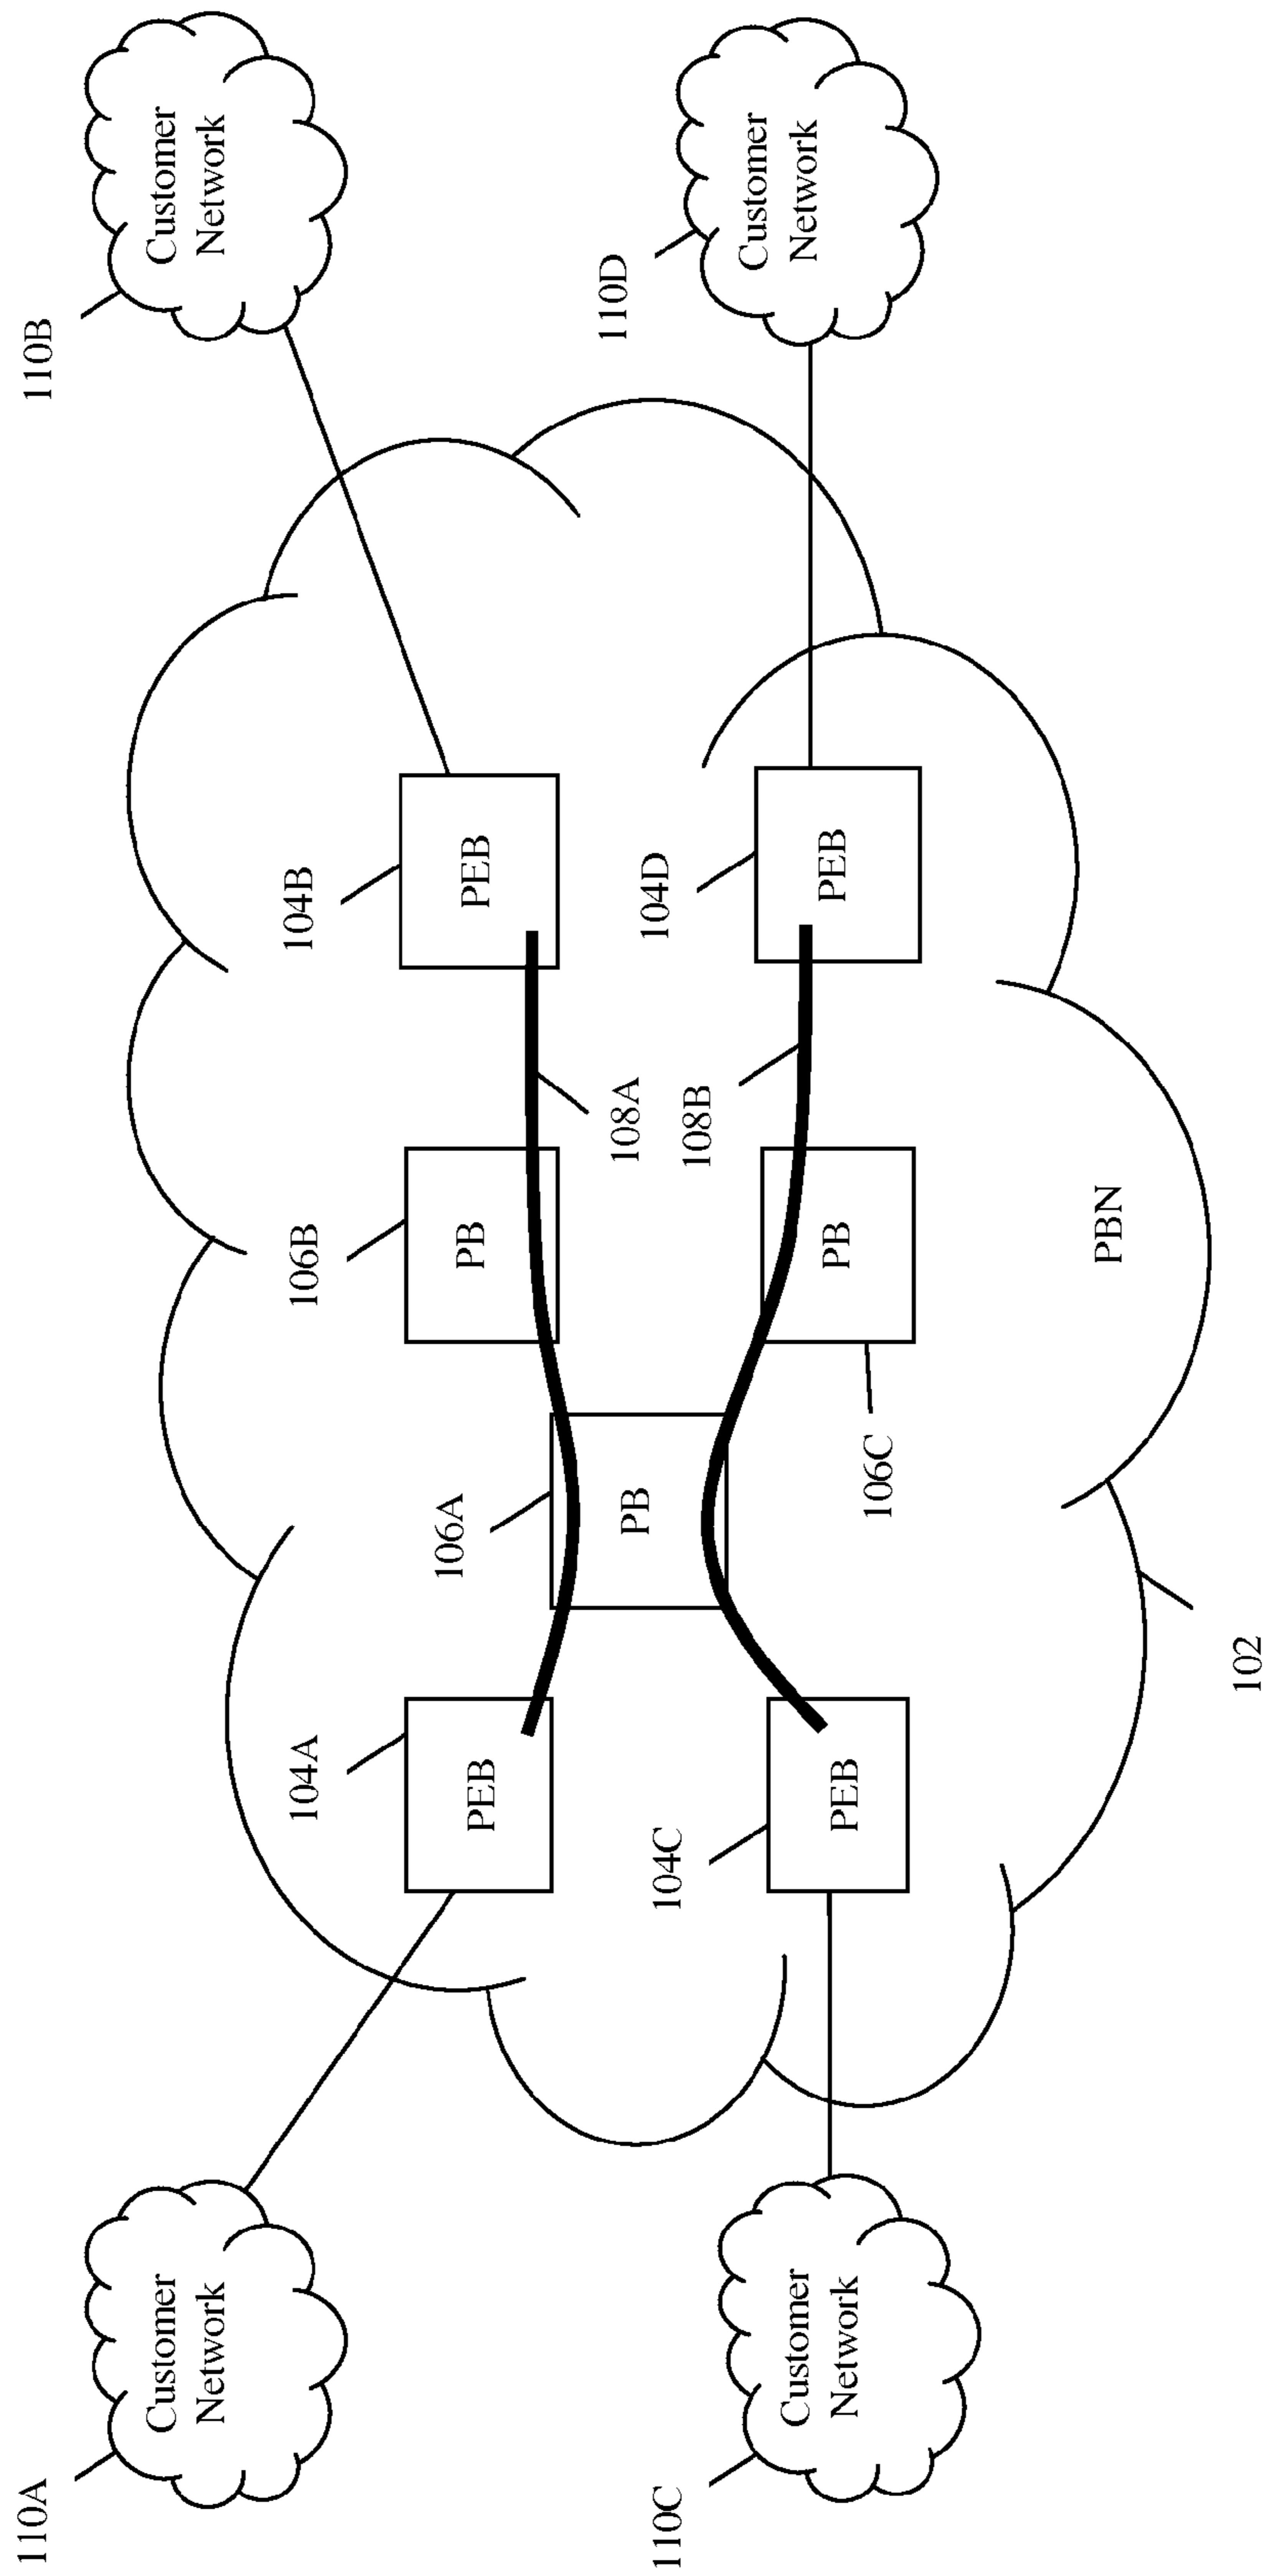 110A
Customer
Network
104A
PEB
106A
PB
106B
PB
108A
104B
PEB
110B
Customer
Network
110C
Customer
Network
104C
PEB
106C
PB
108B
104D
PEB
110D
Customer
Network
PBN
102